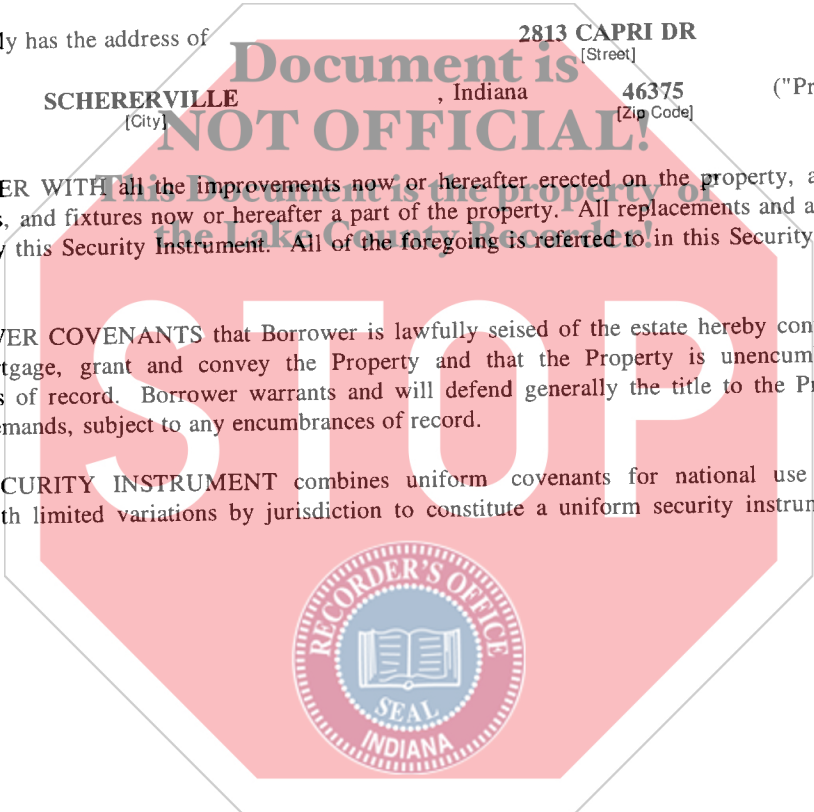 ly has the address of 2813 CAPRI DR
[Street]
SCHERERVILLE , Indiana 46375 ("Pr
[City] [Zip Code]
ER WITH all the improvements now or hereafter erected on the property, a
s, and fixtures now or hereafter a part of the property. All replacements and a
y this Security Instrument. All of the foregoing is referred to in this Security
VER COVENANTS that Borrower is lawfully seised of the estate hereby con
rtgage, grant and convey the Property and that the Property is unencum
s of record. Borrower warrants and will defend generally the title to the Pr
emands, subject to any encumbrances of record.
CURITY INSTRUMENT combines uniform covenants for national use
th limited variations by jurisdiction to constitute a uniform security instrum
Document is
NOT OFFICIAL!
This Document is the property of
the Lake County Recorder!
STOP
RECORDER'S OFFICE
SEAL
INDIANA